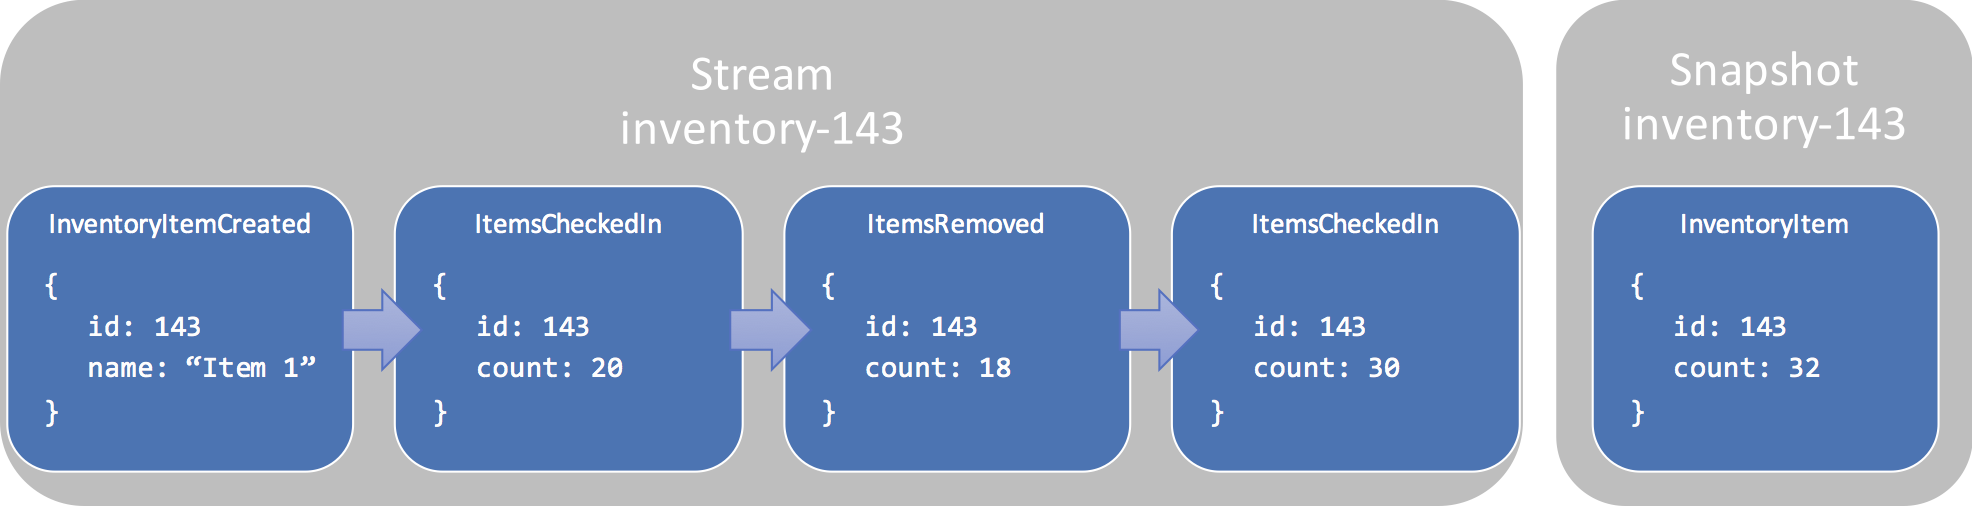 Stream
inventory-143
InventoryItemCreated
{
id: 143
name: “Item 1”
}
ItemsCheckedIn
{
id: 143
count: 20
}
ItemsRemoved
{
id: 143
count: 18
}
ItemsCheckedIn
{
id: 143
count: 30
}
Snapshot
inventory-143
InventoryItem
{
id: 143
count: 32
}